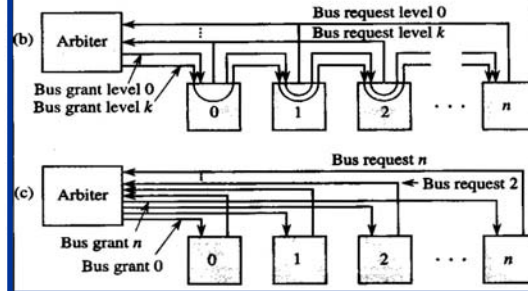 Bus request level 0
(b)
Arbiter
Bus request level k
Bus grant level 0
Bus grant level k
0 1 2 n
Bus request n
(c)
Arbiter
Bus request 2
Bus grant n
Bus grant 0
0 1 2 n